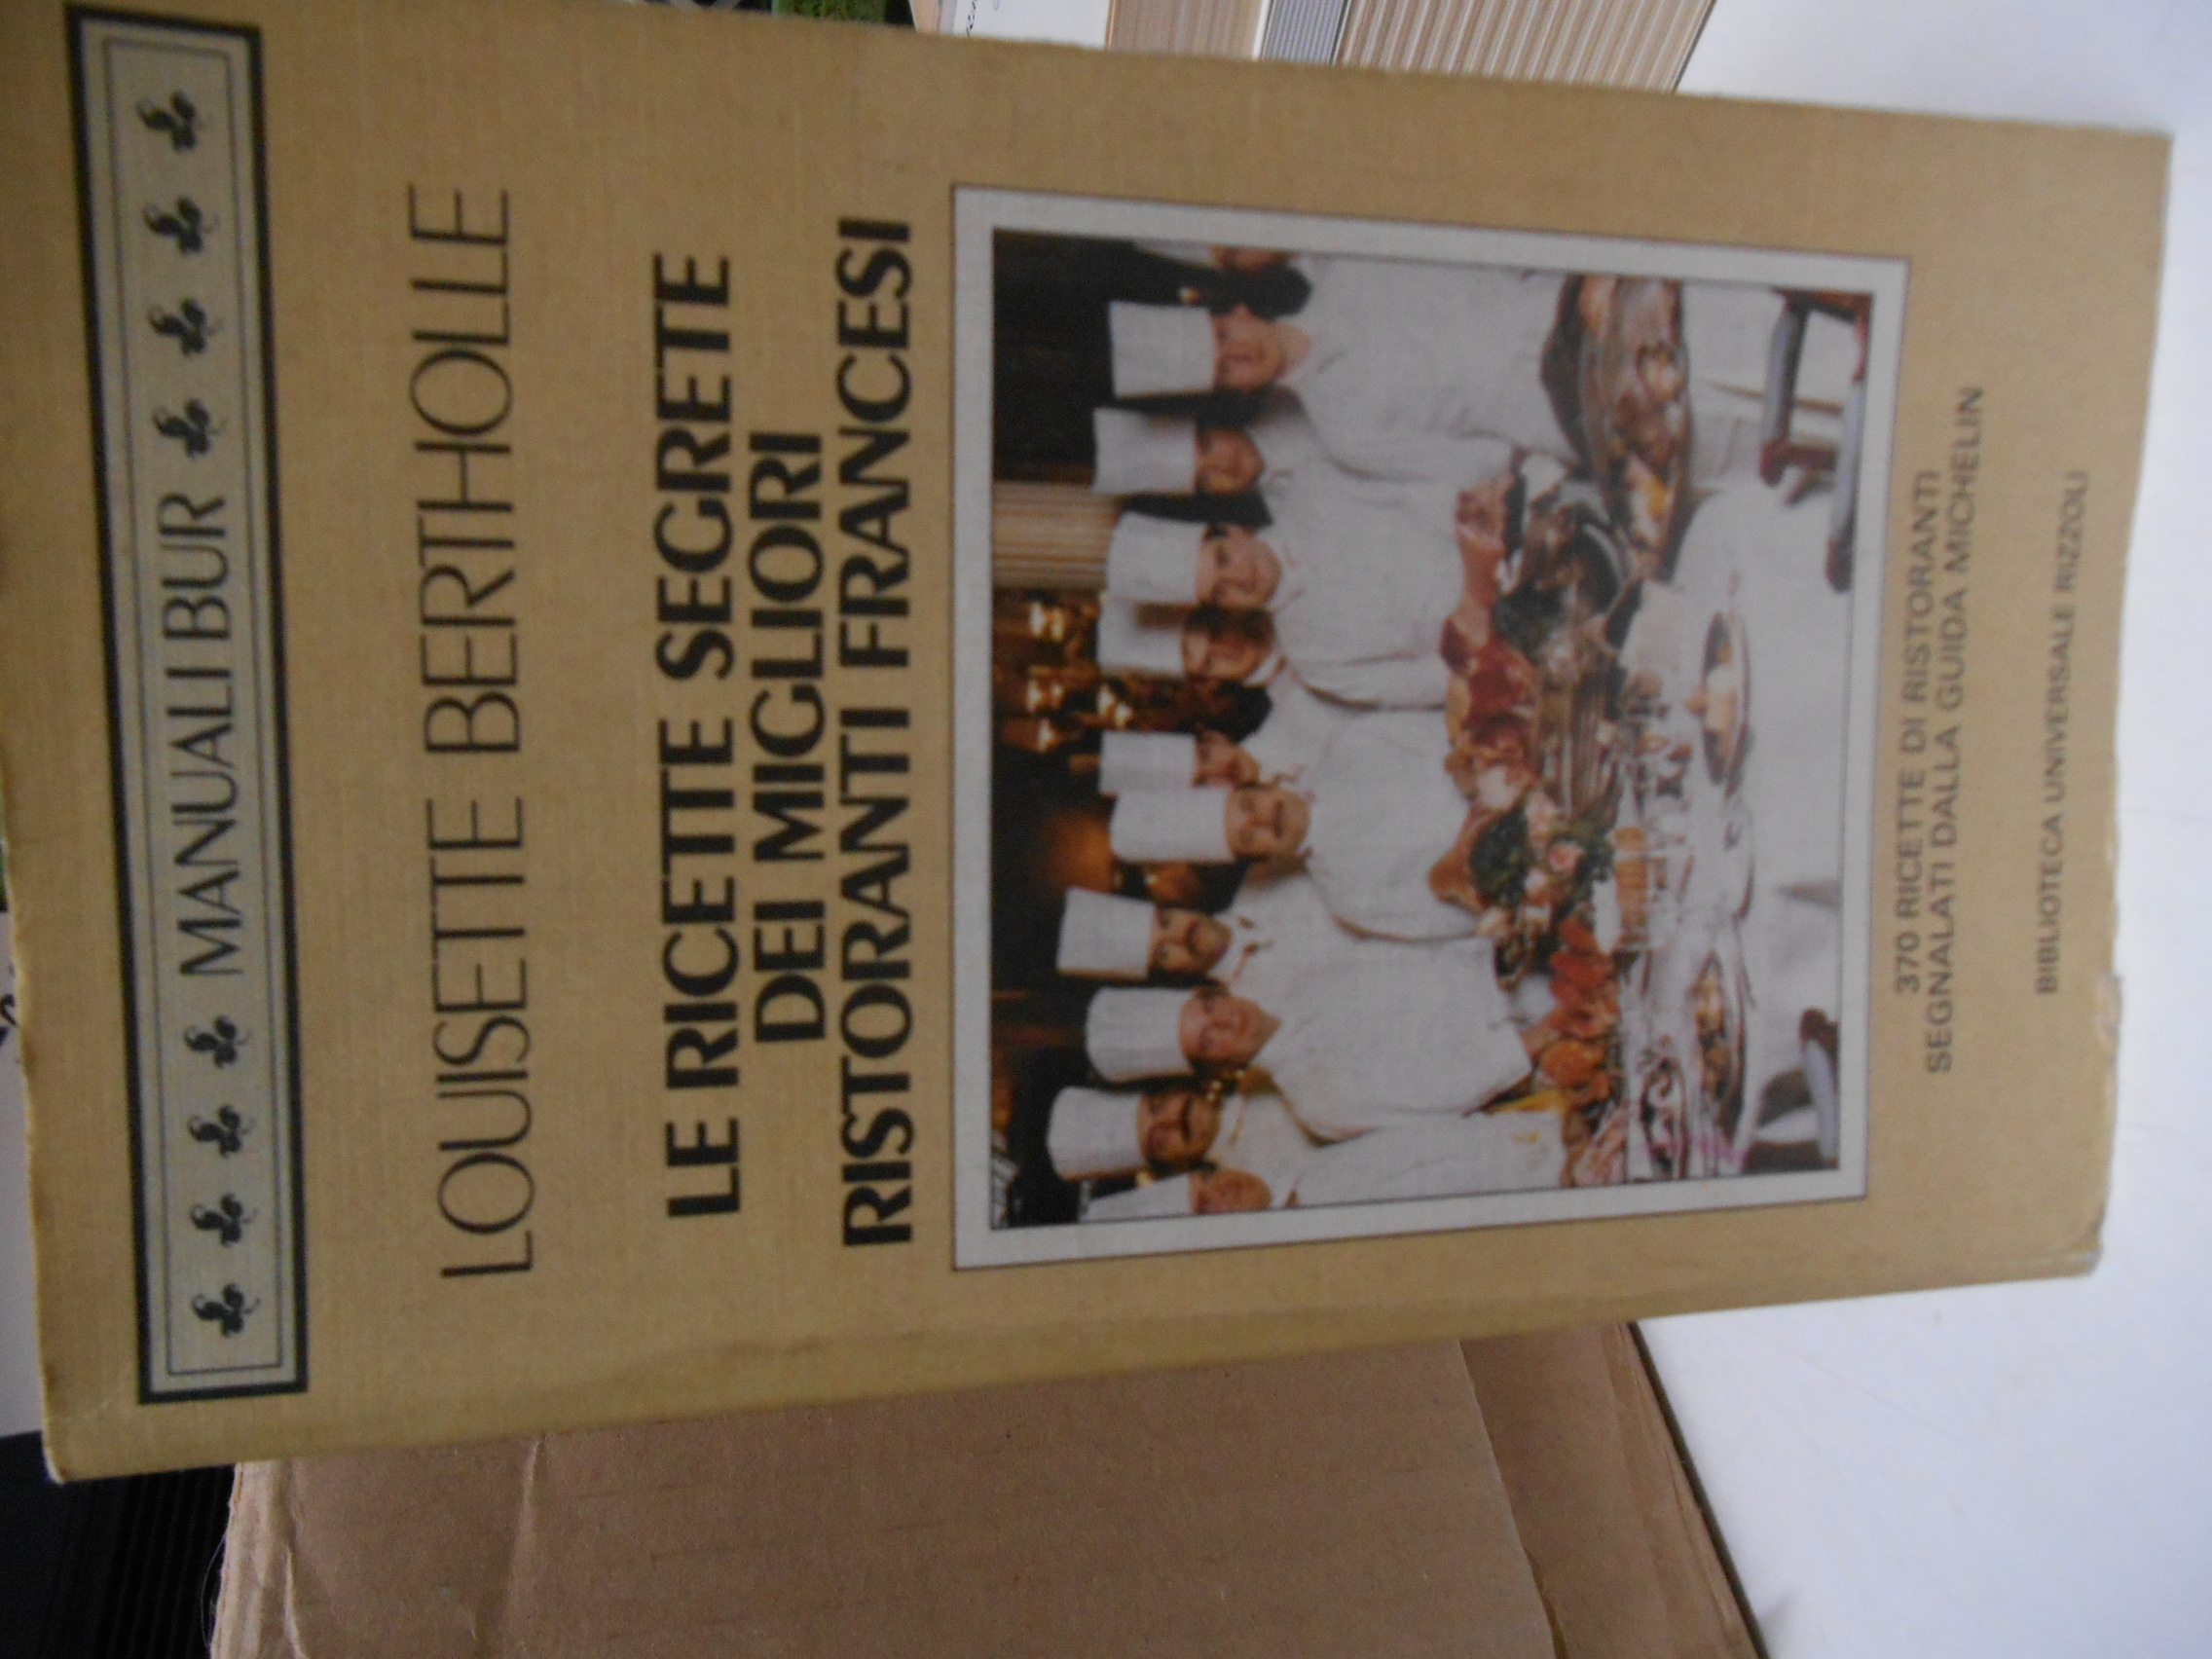 MANUALI BUR
LOUISETTE BERTHOLLE
LE RICETTE SEGRETE
DEI MIGLIORI
RISTORANTI FRANCESI
370 RICETTE DI RISTORANTI
SEGNALATI DALLA GUIDA MICHELIN
BIBLIOTECA UNIVERSALE RIZZOLI